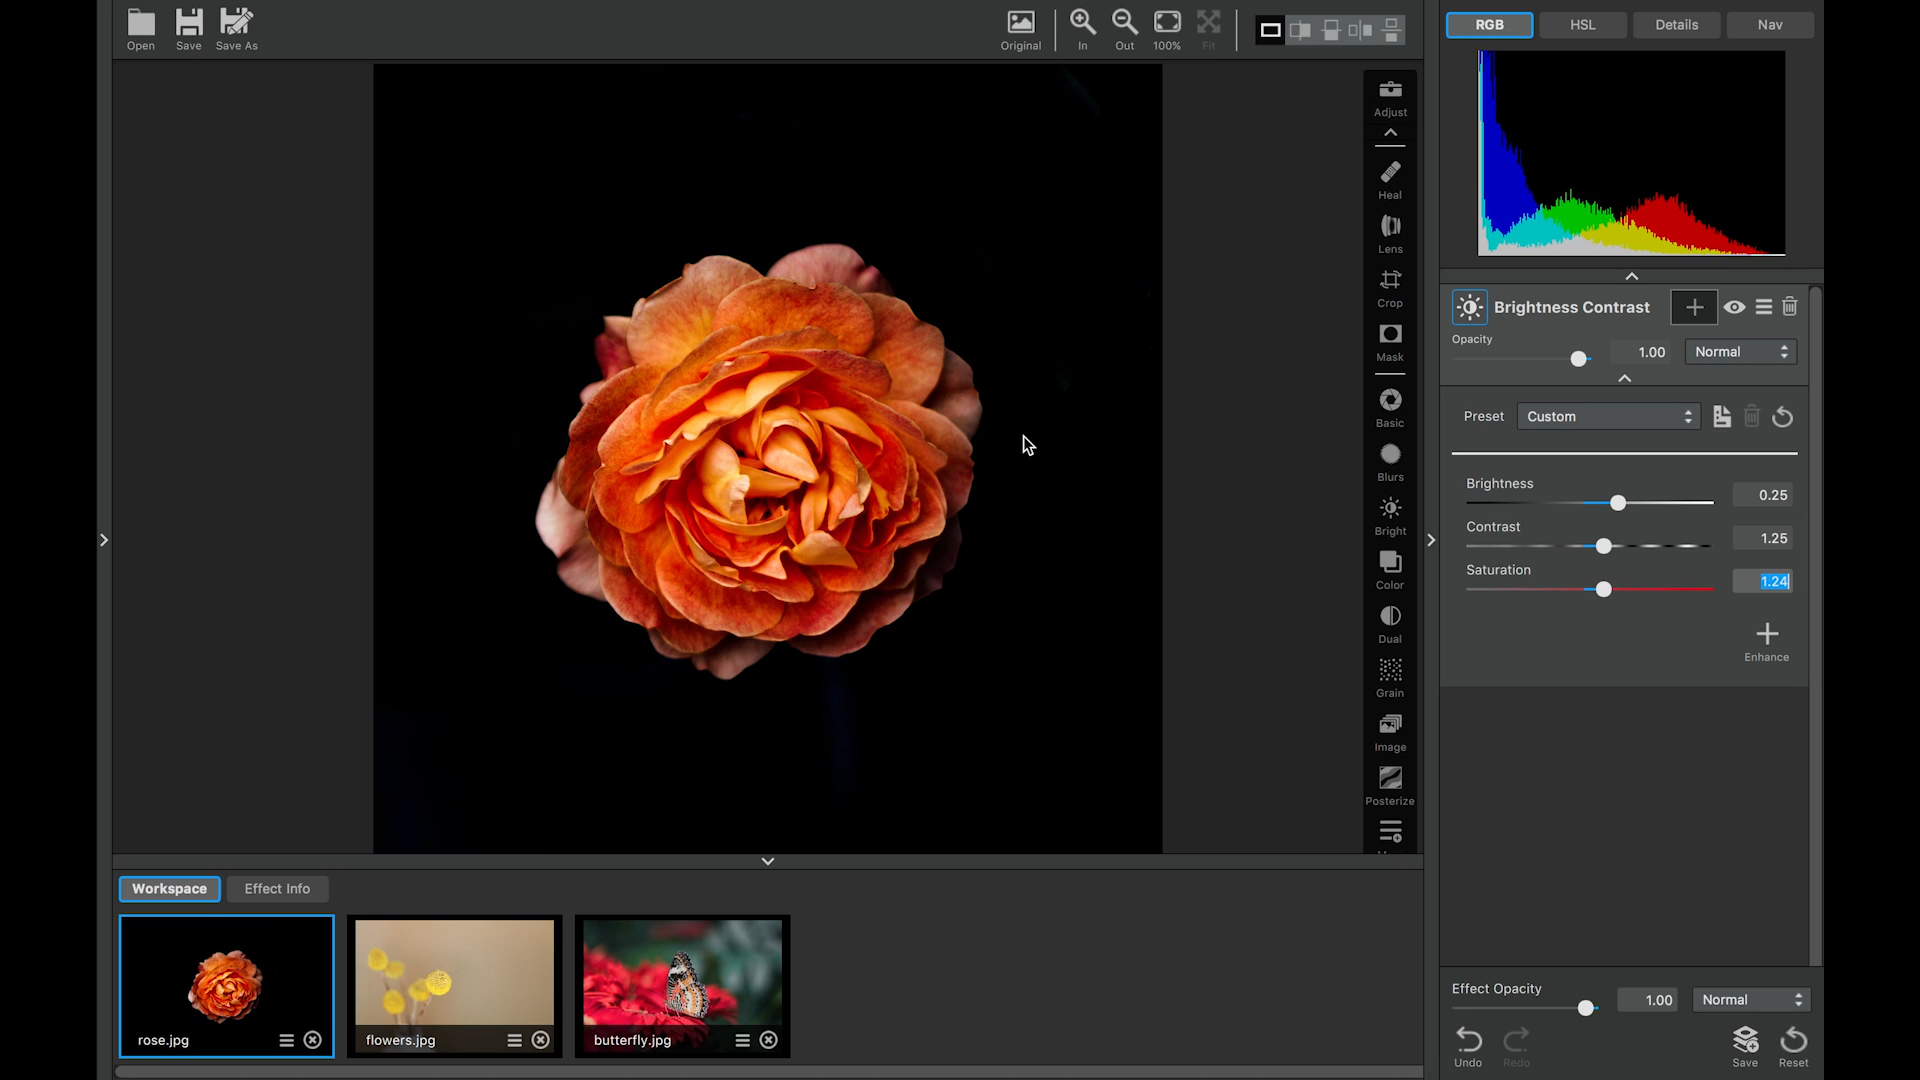 Open
Save
Save As
Original
In
Out
100%
Fit
RGB
HSL
Details
Nav
Adjust
Heal
Lens
Crop
Mask
Basic
Blurs
Bright
Color
Dual
Grain
Image
Posterize
Brightness Contrast
Opacity
1.00
Normal
Preset
Custom
Brightness
0.25
Contrast
1.25
Saturation
1.24
Enhance
Workspace
Effect Info
rose.jpg
flowers.jpg
butterfly.jpg
Effect Opacity
1.00
Normal
Undo
Redo
Save
Reset